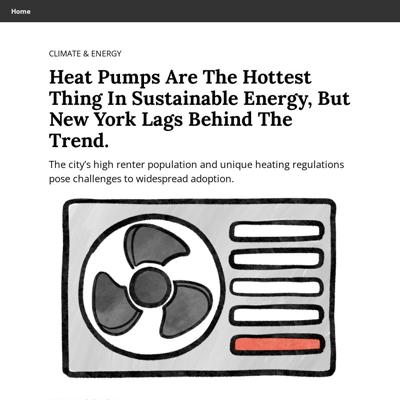 Home
CLIMATE & ENERGY
Heat Pumps Are The Hottest
Thing In Sustainable Energy, But
New York Lags Behind The
Trend.
The city’s high renter population and unique heating regulations
pose challenges to widespread adoption.